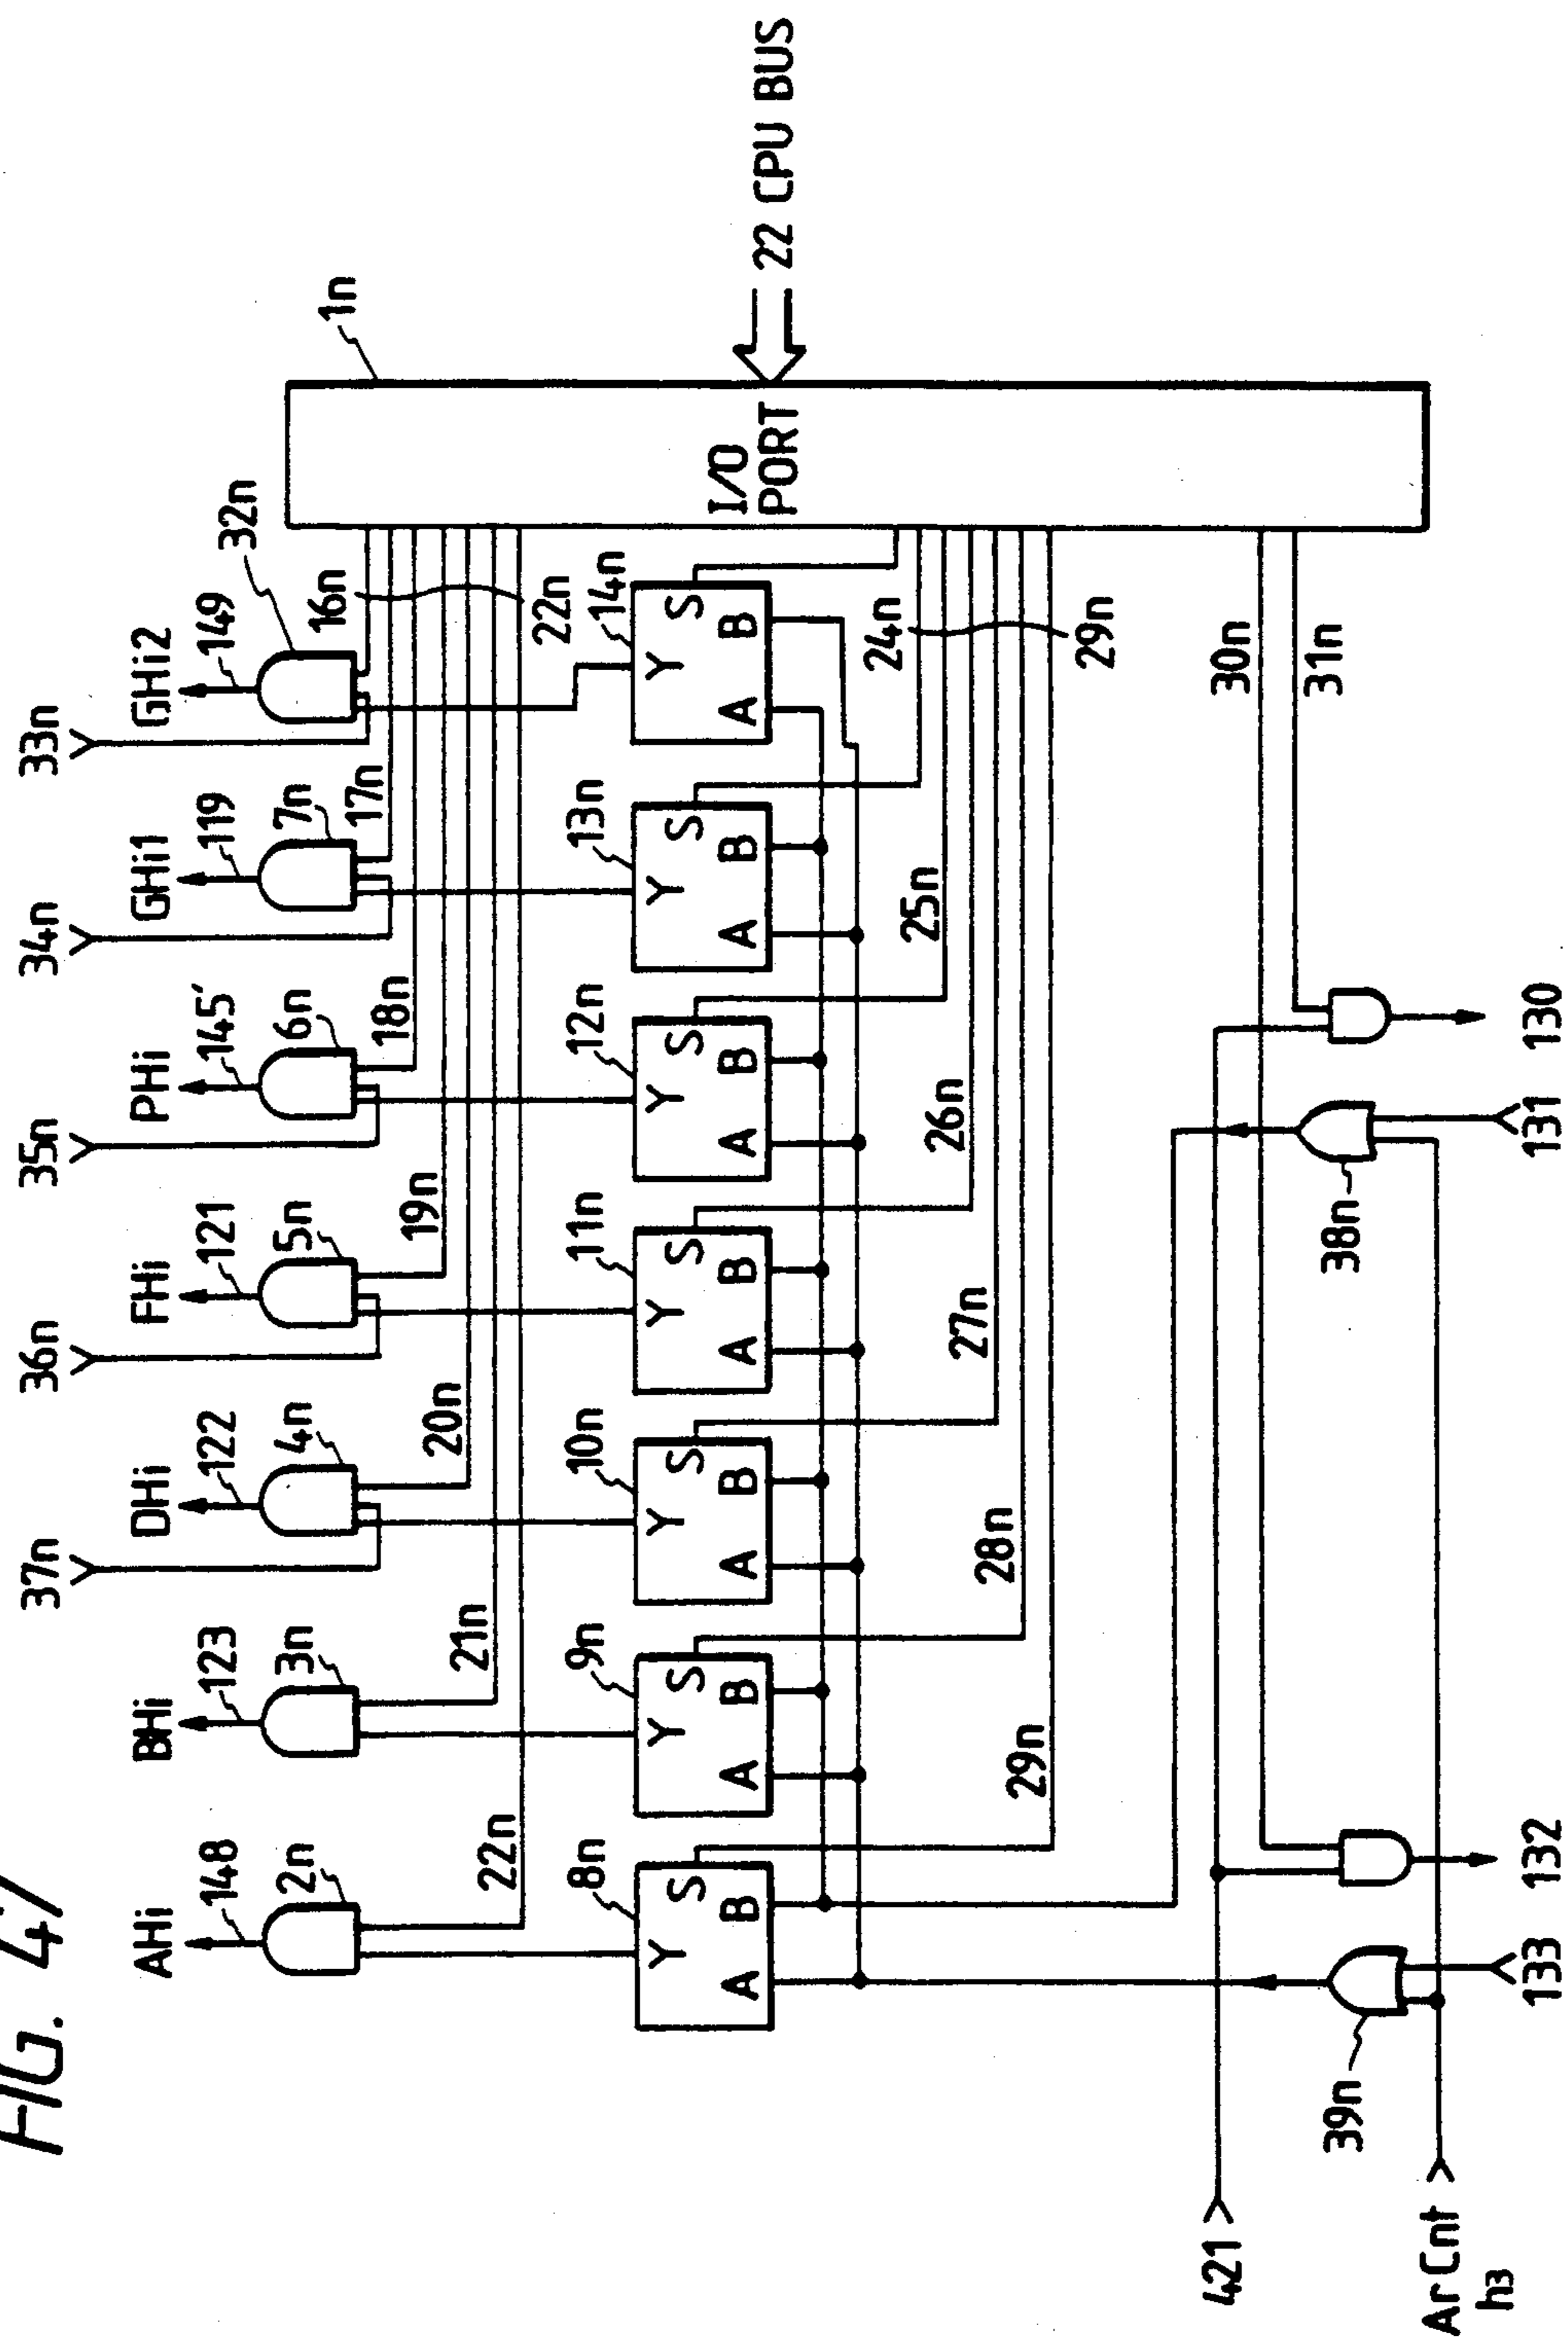 FIG. 47
37n
36n
35n
34n
33n
AHi
BHi
DHi
FHi
PHi
GHi1
GHi2
148
123
122
121
145′
119
149
2n
3n
4n
5n
6n
7n
32n
1n
22n
21n
20n
19n
18n
17n
16n
22n
8n
9n
10n
11n
12n
13n
14n
Y S
A B
Y S
A B
Y S
A B
Y S
A B
Y S
A B
Y S
A B
Y S
A B
I/O
PORT
22 CPU BUS
29n
28n
27n
26n
25n
24n
29n
30n
31n
421
39n
38n
ArCnt
h3
133
132
131
130